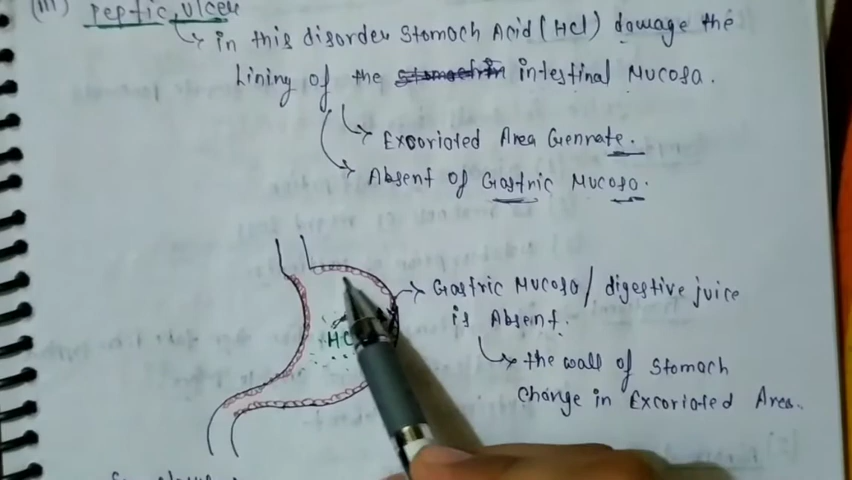 (iii) peptic ulcer
in this disorder Stomach Acid (HCl) damage the
Lining of the intestinal Mucosa.
Excoriated Area Genrate.
Absent of Gastric Mucosa.
Gastric Mucosa / digestive juice
is Absent.
HC
the wall of Stomach
change in Excoriated Area.